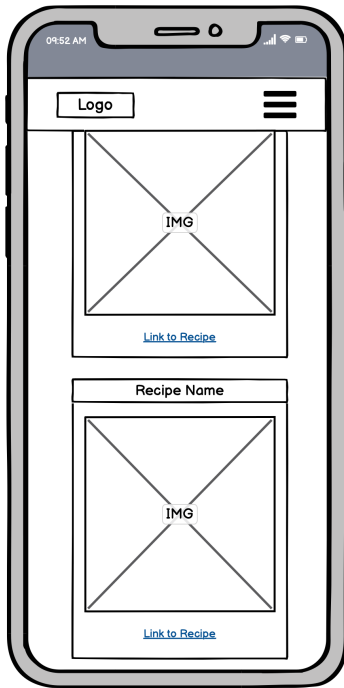 09:52 AM
Logo
IMG
Link to Recipe
Recipe Name
IMG
Link to Recipe